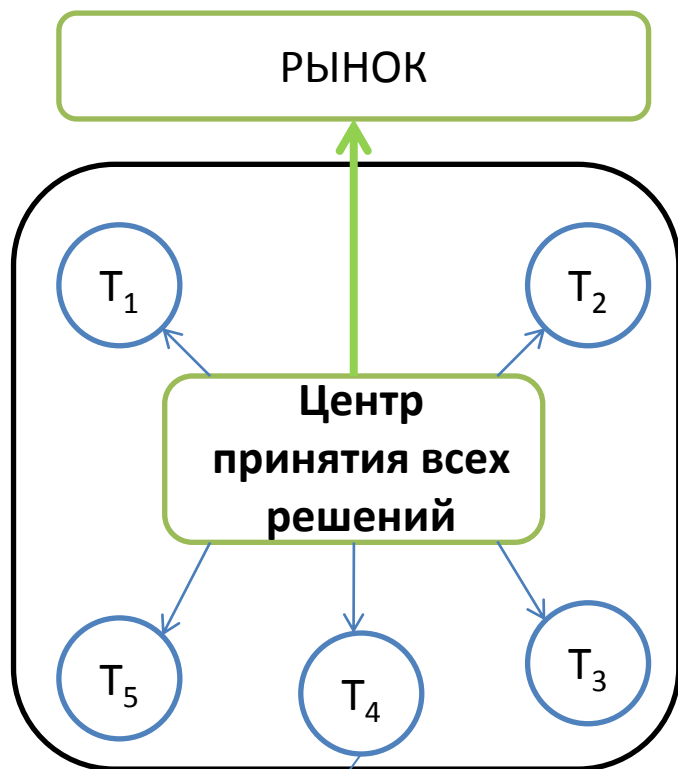 РЫНОК
T₁
T₂
Центр
принятия всех
решений
T₅
T₄
T₃